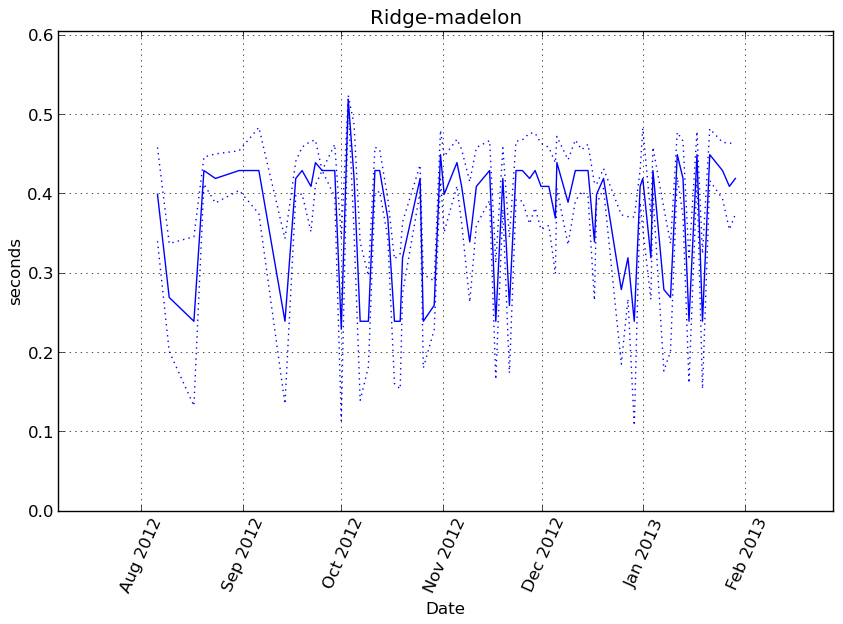 Ridge-madelon
0.6
0.5
0.4
0.3
0.2
0.1
0.0
seconds
Aug 2012
Sep 2012
Oct 2012
Nov 2012
Dec 2012
Jan 2013
Feb 2013
Date